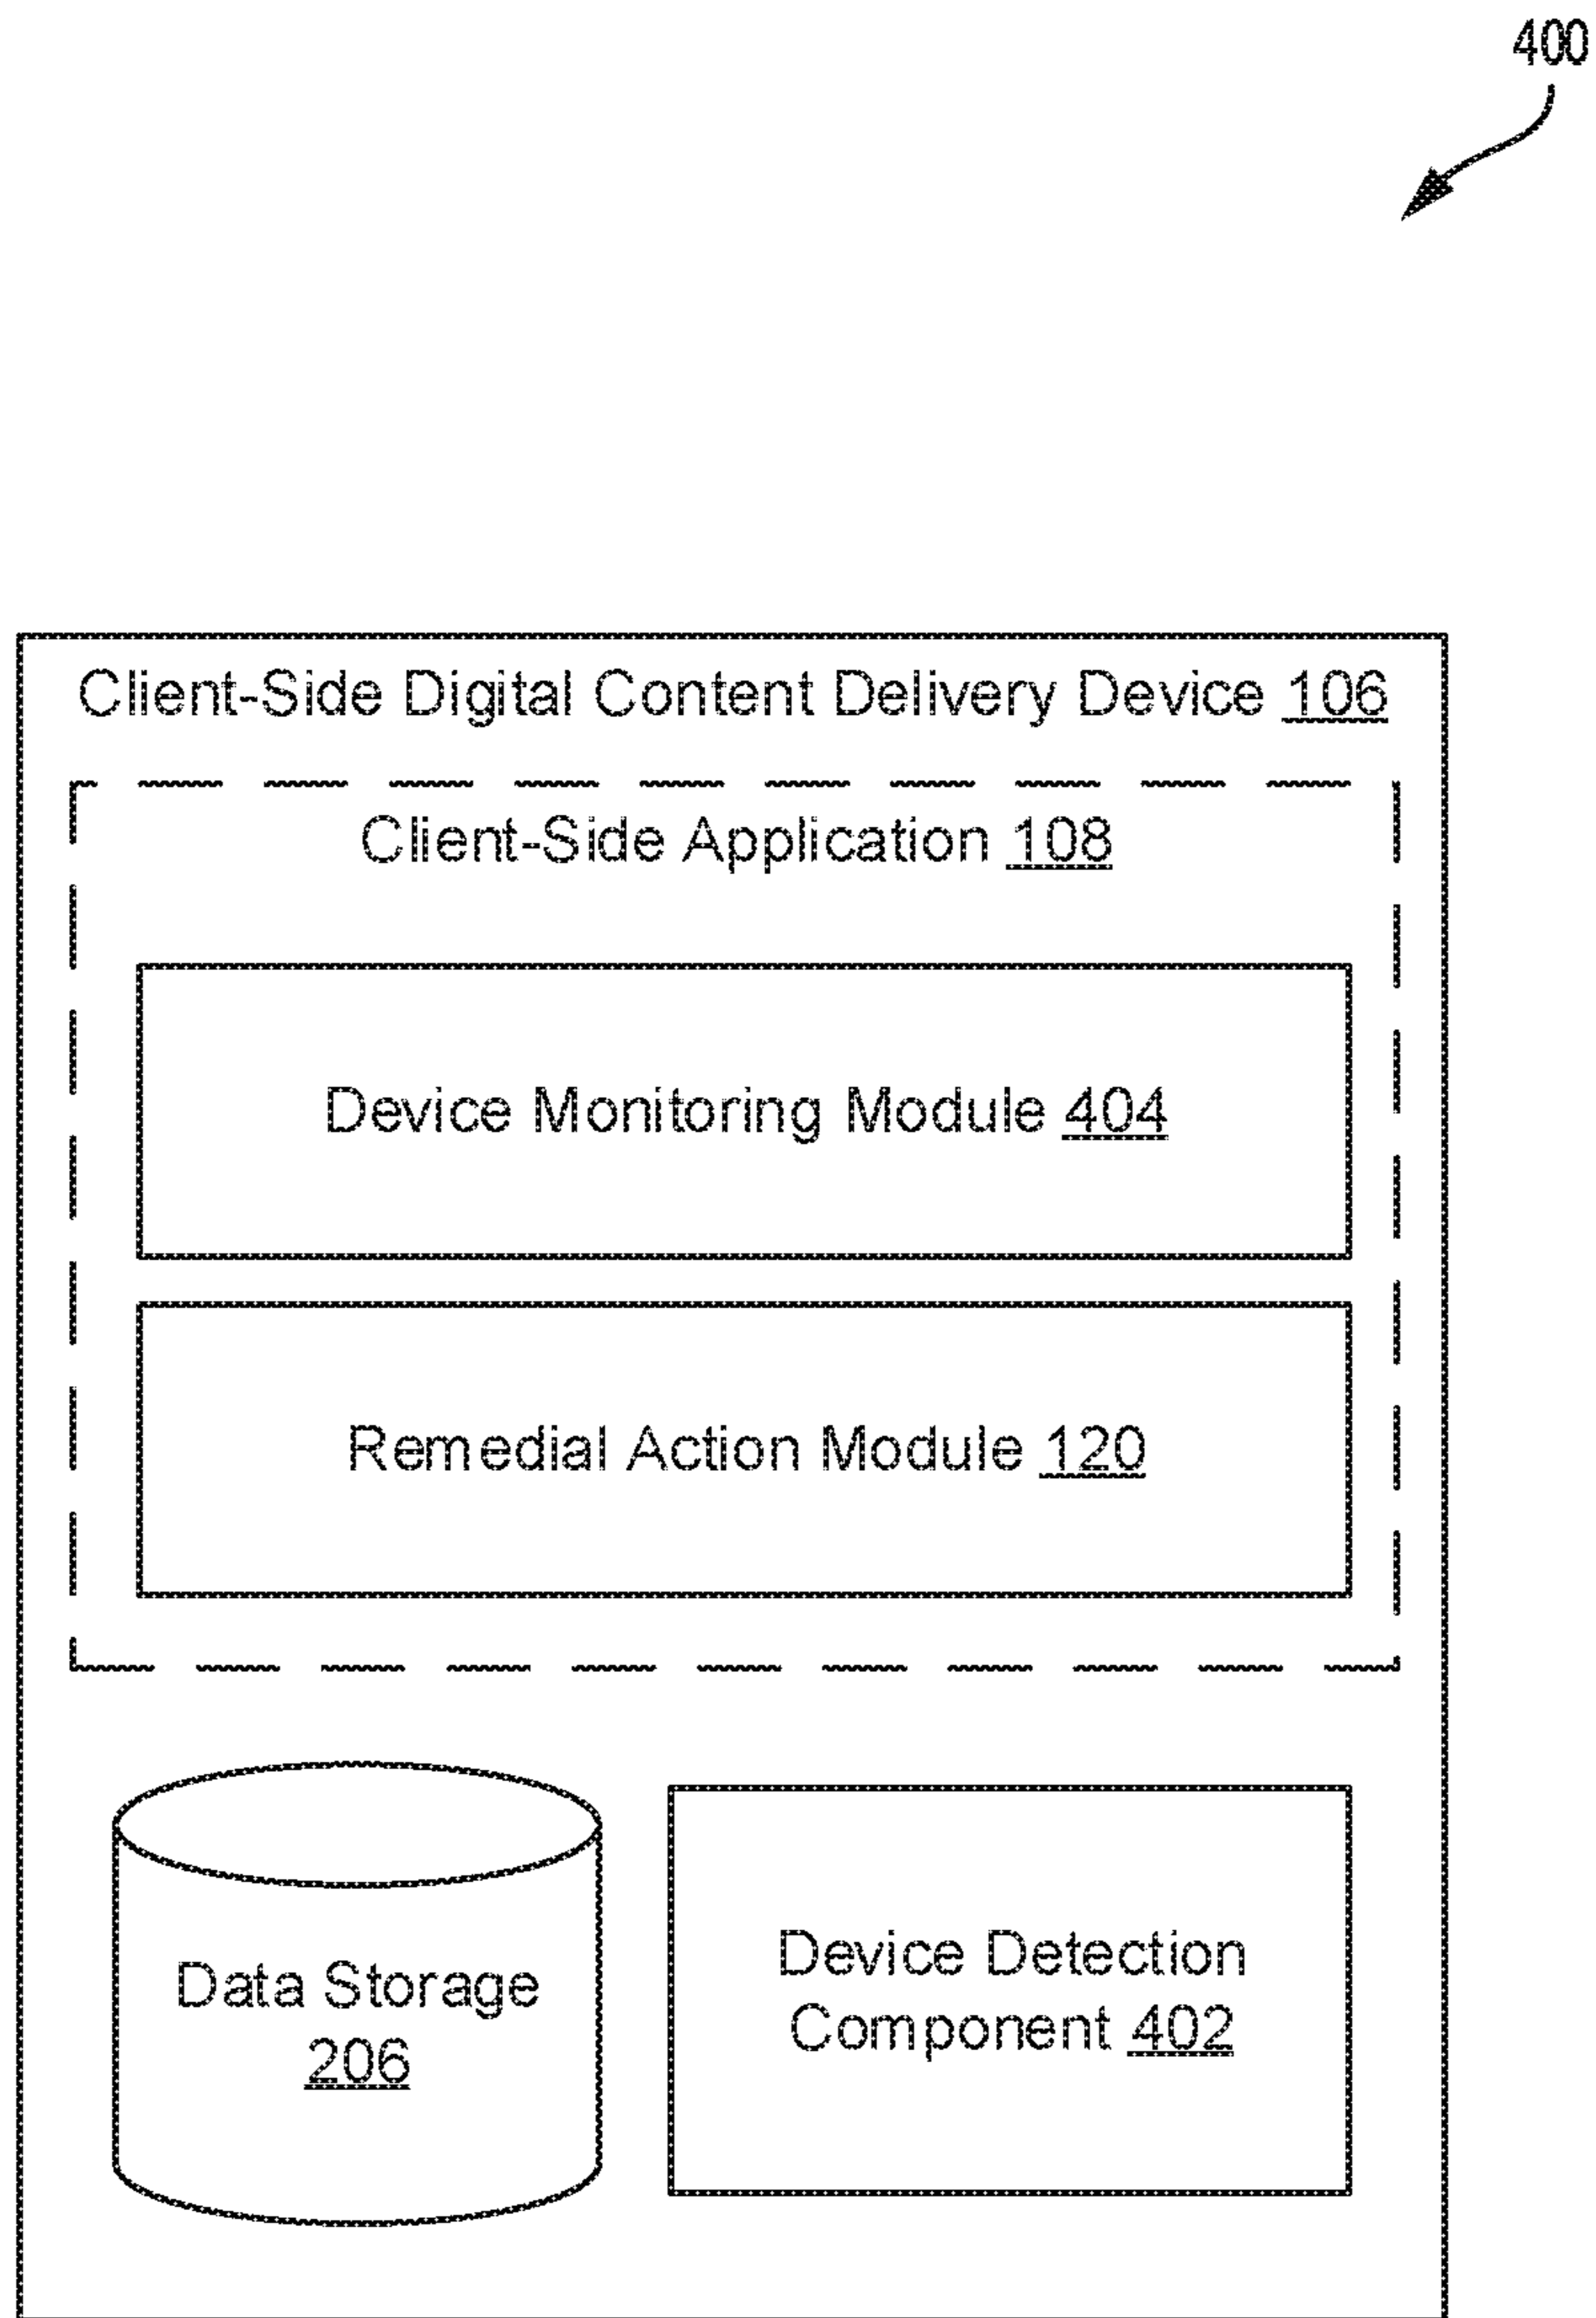 400
Client-Side Digital Content Delivery Device 106
Client-Side Application 108
Device Monitoring Module 404
Remedial Action Module 120
Data Storage
206
Device Detection
Component 402